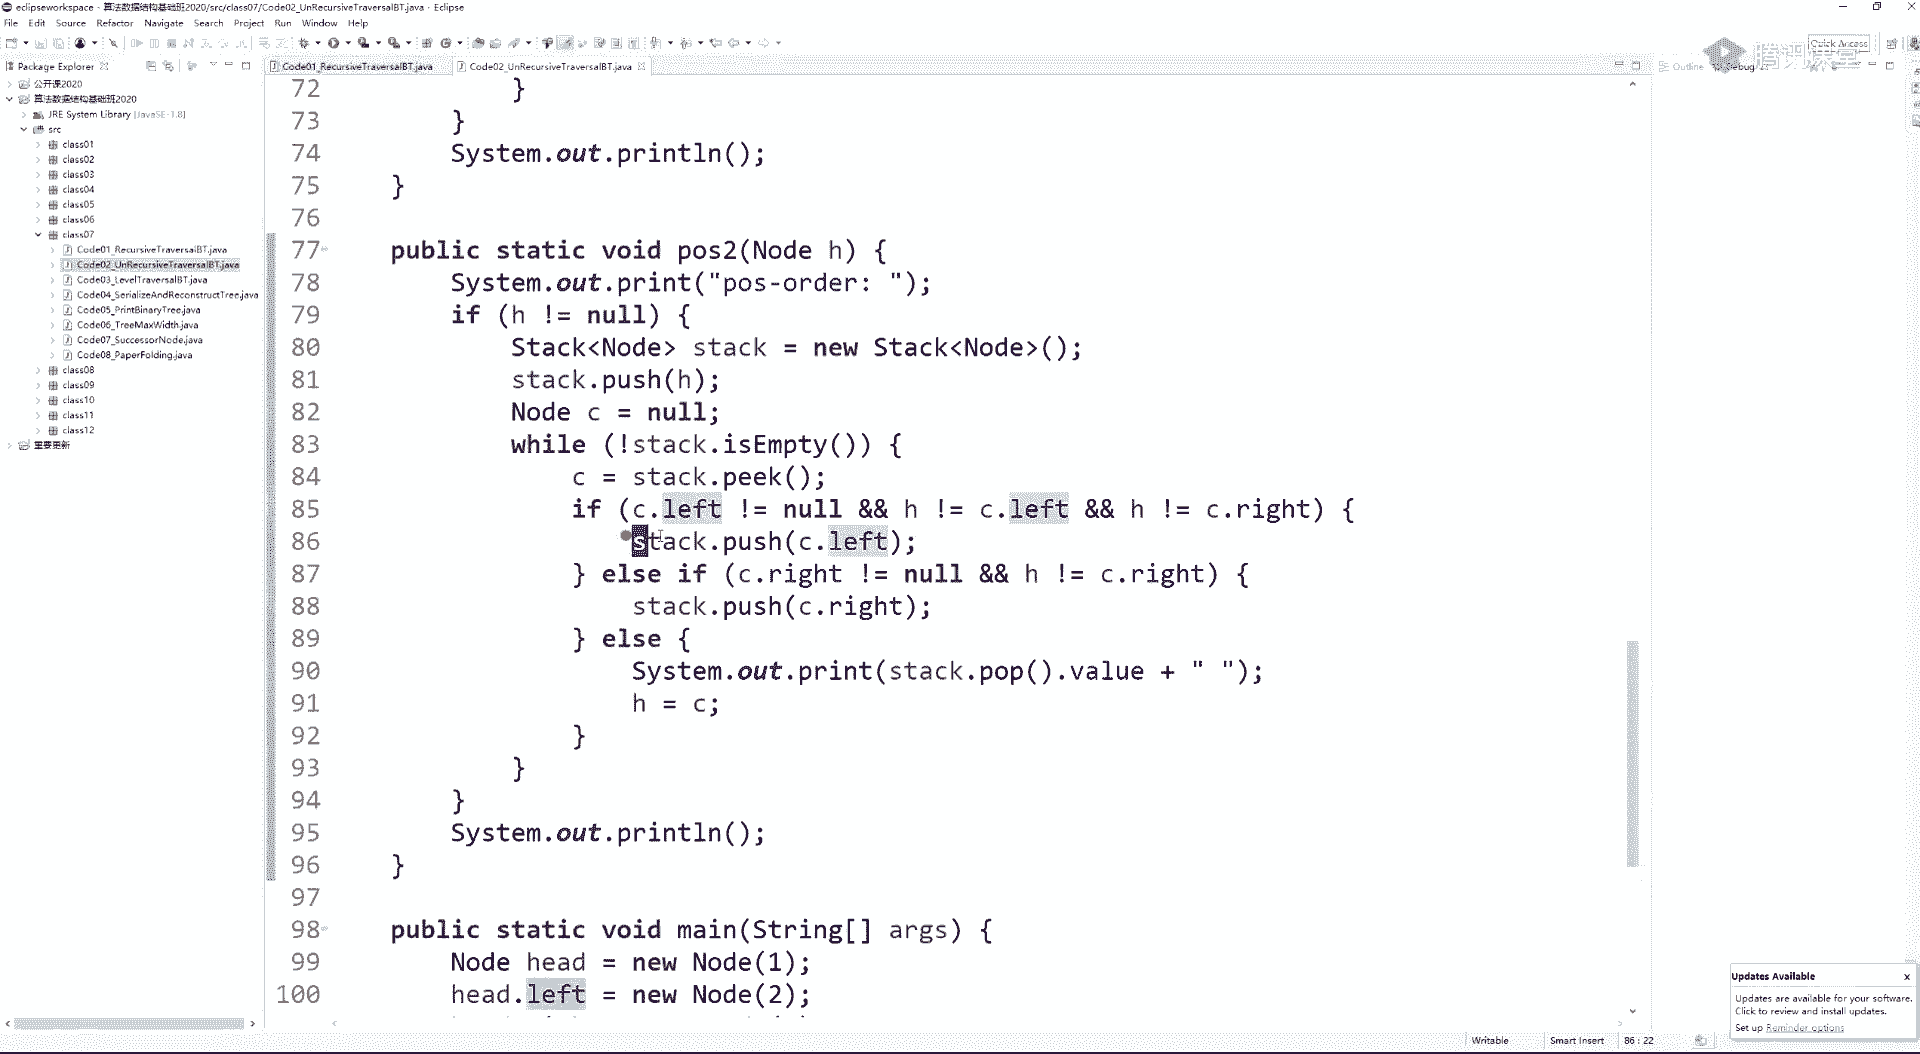 eclipseworkspace - 算法数据结构基础班2020/src/class07/Code02_UnRecursiveTraversalBT.java - Eclipse
File Edit Source Refactor Navigate Search Project Run Window Help
Quick Access
腾讯课堂
Package Explorer
Code01_RecursiveTraversalBT.java
Code02_UnRecursiveTraversalBT.java
Outline
Debug
公开课2020
算法数据结构基础班2020
JRE System Library [JavaSE-1.8]
src
class01
class02
class03
class04
class05
class06
class07
Code01_RecursiveTraversalBT.java
Code02_UnRecursiveTraversalBT.java
Code03_LevelTraversalBT.java
Code04_SerializeAndReconstructTree.java
Code05_PrintBinaryTree.java
Code06_TreeMaxWidth.java
Code07_SuccessorNode.java
Code08_PaperFolding.java
class08
class09
class10
class11
class12
重要更新
72 }
73 }
74 System.out.println();
75 }
76
77 public static void pos2(Node h) {
78 System.out.print("pos-order: ");
79 if (h != null) {
80 Stack<Node> stack = new Stack<Node>();
81 stack.push(h);
82 Node c = null;
83 while (!stack.isEmpty()) {
84 c = stack.peek();
85 if (c.left != null && h != c.left && h != c.right) {
86 stack.push(c.left);
87 } else if (c.right != null && h != c.right) {
88 stack.push(c.right);
89 } else {
90 System.out.print(stack.pop().value + " ");
91 h = c;
92 }
93 }
94 }
95 System.out.println();
96 }
97
98 public static void main(String[] args) {
99 Node head = new Node(1);
100 head.left = new Node(2);
Updates Available
Updates are available for your software.
Click to review and install updates.
Set up Reminder options
Writable
Smart Insert
86 : 22